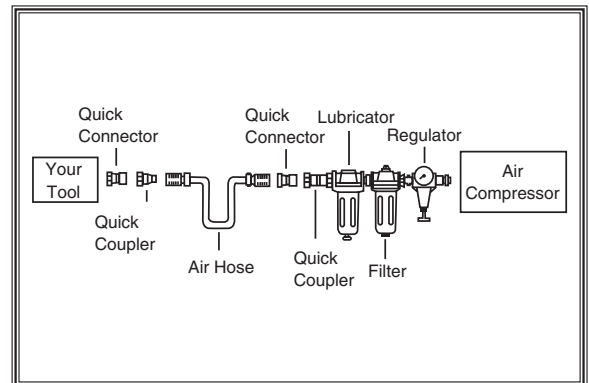 Quick
Connector
Quick
Connector
Lubricator
Regulator
Your
Tool
Air
Compressor
Quick
Coupler
Air Hose
Quick
Coupler
Filter